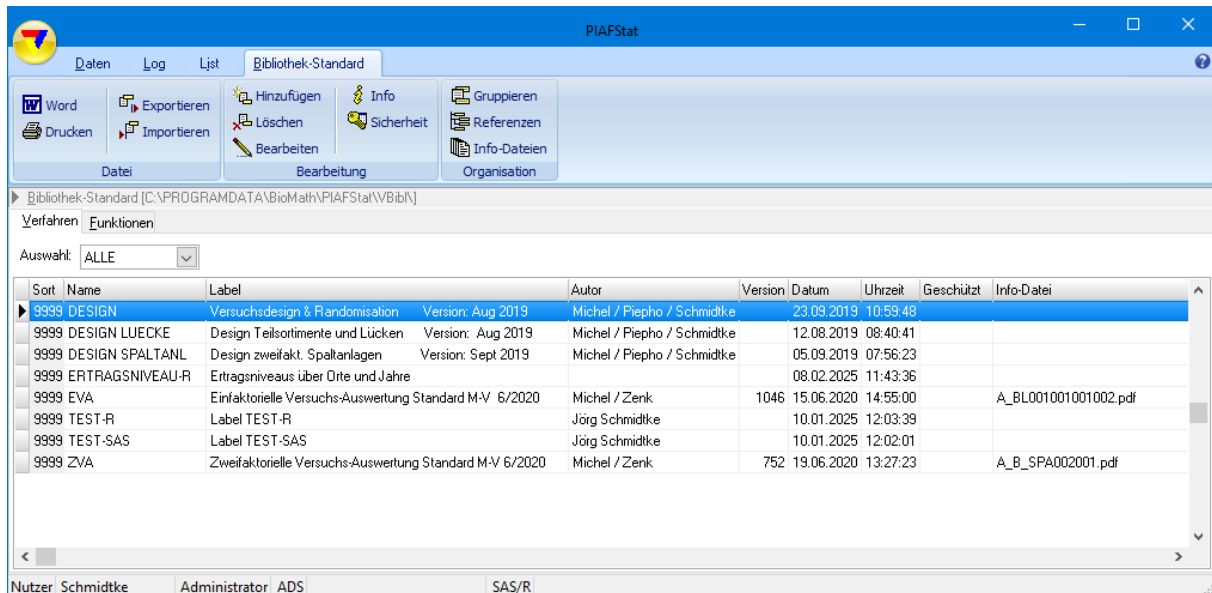 PIAFStat
Daten Log List Bibliothek-Standard
Word Exportieren Hinzufügen Info Gruppieren
Drucken Importieren Löschen Sicherheit Referenzen
Bearbeiten Info-Dateien
Datei Bearbeitung Organisation
Bibliothek-Standard [C:\PROGRAMDATA\BioMath\PIAFStat\VBibl\]
Verfahren Funktionen
Auswahl: ALLE
Sort Name Label Autor Version Datum Uhrzeit Geschützt Info-Datei
9999 DESIGN Versuchsdesign & Randomisation Version: Aug 2019 Michel / Piepho / Schmidtke 23.09.2019 10:59:48
9999 DESIGN LUECKE Design Teilsortimente und Lücken Version: Aug 2019 Michel / Piepho / Schmidtke 12.08.2019 08:40:41
9999 DESIGN SPALTANL Design zweifakt. Spaltanlagen Version: Sept 2019 Michel / Piepho / Schmidtke 05.09.2019 07:56:23
9999 ERTRAGSNIVEAU-R Ertragsniveaus über Orte und Jahre 08.02.2025 11:43:36
9999 EVA Einfaktorielle Versuchs-Auswertung Standard M-V 6/2020 Michel / Zenk 1046 15.06.2020 14:55:00 A_BL001001001002.pdf
9999 TEST-R Label TEST-R Jörg Schmidtke 10.01.2025 12:03:39
9999 TEST-SAS Label TEST-SAS Jörg Schmidtke 10.01.2025 12:02:01
9999 ZVA Zweifaktorielle Versuchs-Auswertung Standard M-V 6/2020 Michel / Zenk 752 19.06.2020 13:27:23 A_B_SPA002001.pdf
Nutzer Schmidtke Administrator ADS SAS/R